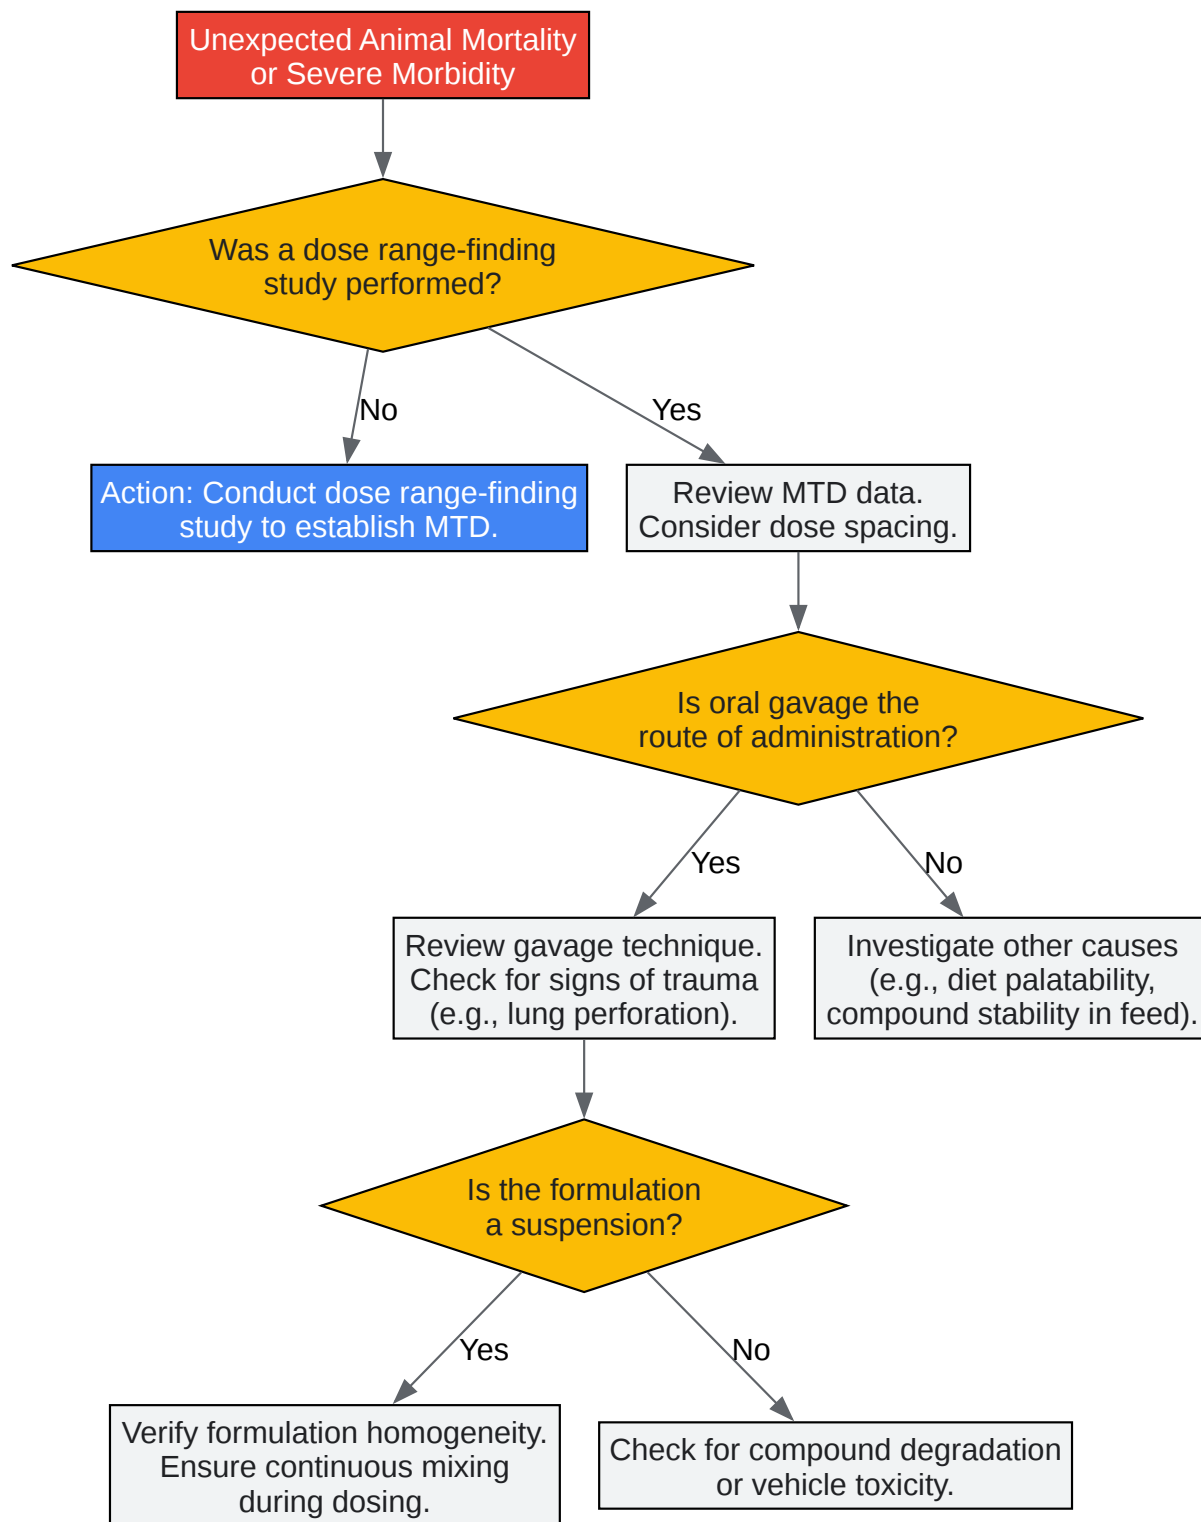 Unexpected Animal Mortality
or Severe Morbidity
Was a dose range-finding
study performed?
No
Yes
Action: Conduct dose range-finding
study to establish MTD.
Review MTD data.
Consider dose spacing.
Is oral gavage the
route of administration?
Yes
No
Review gavage technique.
Check for signs of trauma
(e.g., lung perforation).
Investigate other causes
(e.g., diet palatability,
compound stability in feed).
Is the formulation
a suspension?
Yes
No
Verify formulation homogeneity.
Ensure continuous mixing
during dosing.
Check for compound degradation
or vehicle toxicity.